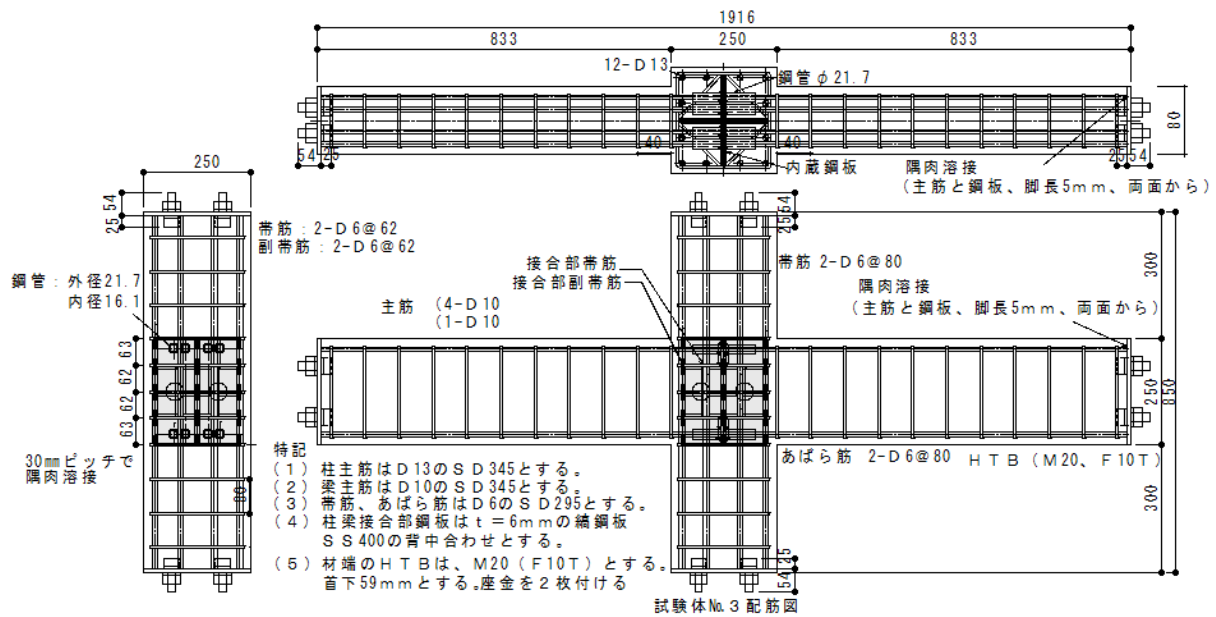 1916
833
250
833
12-D13
鋼管φ21.7
80
40
40
54
25
25
54
内蔵鋼板
隅肉溶接
(主筋と鋼板、脚長5mm、両面から)
250
54
25
帯筋：2-D6@62
副帯筋：2-D6@62
鋼管：外径21.7
内径16.1
63
62
62
63
30mmピッチで
隅肉溶接
80
54
25
接合部帯筋
接合部副帯筋
主筋 (4-D10
(1-D10
帯筋 2-D6@80
隅肉溶接
(主筋と鋼板、脚長5mm、両面から)
300
250
850
300
あばら筋 2-D6@80
HTB(M20、F10T)
25
54
特記
(1) 柱主筋はD13のSD345とする。
(2) 梁主筋はD10のSD345とする。
(3) 帯筋、あばら筋はD6のSD295とする。
(4) 柱梁接合部鋼板はt=6mmの縞鋼板
SS400の背中合わせとする。
(5) 材端のHTBは、M20(F10T)とする。
首下59mmとする。座金を2枚付ける
試験体№3配筋図